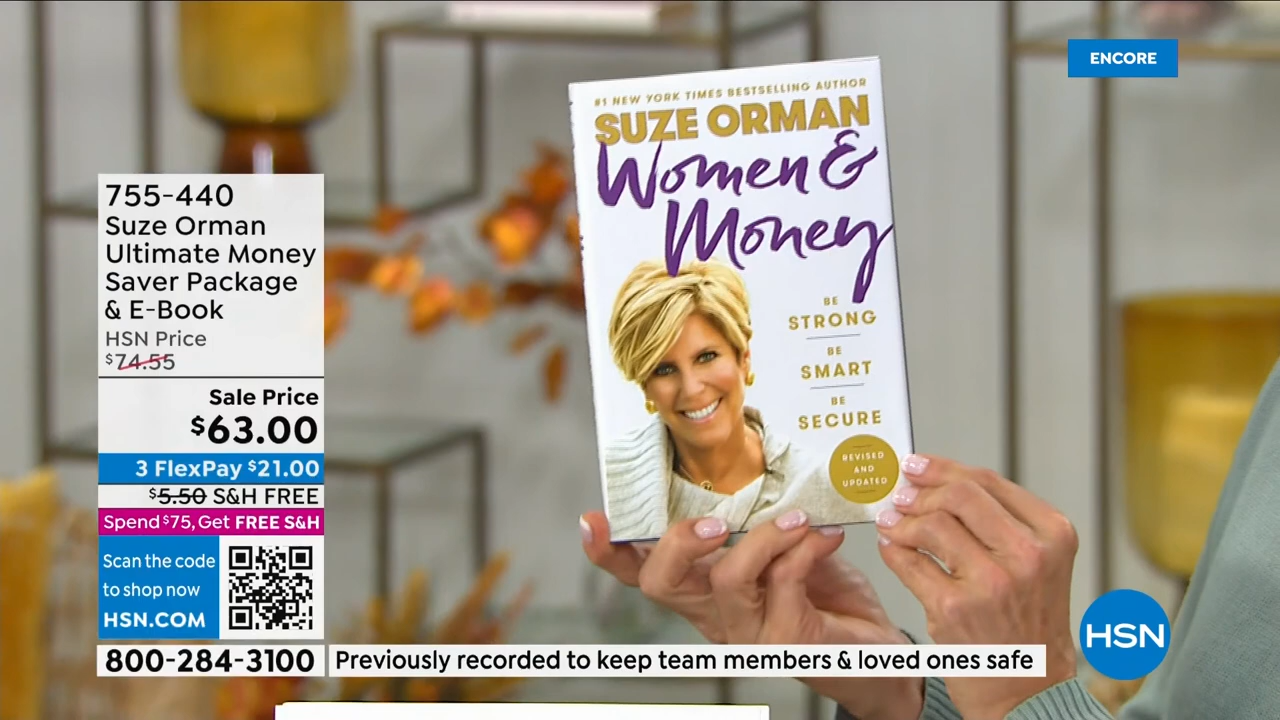 ENCORE
#1 NEW YORK TIMES BESTSELLING AUTHOR
SUZE ORMAN
Women &
Money
BE
STRONG
BE
SMART
BE
SECURE
REVISED
AND
UPDATED
755-440
Suze Orman
Ultimate Money
Saver Package
& E-Book
HSN Price
$74.55
Sale Price
$63.00
3 FlexPay $21.00
$5.50 S&H FREE
Spend $75, Get FREE S&H
Scan the code
to shop now
HSN.COM
800-284-3100
Previously recorded to keep team members & loved ones safe
HSN